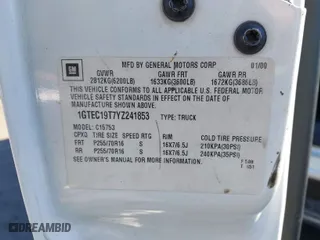 GM
MFD BY GENERAL MOTORS CORP 01/00
GVWR GAWR FRT GAWR RR
2812KG(6200LB) 1633KG(3600LB) 1672KG(3686LB)
THIS VEHICLE CONFORMS TO ALL APPLICABLE U.S. FEDERAL MOTOR VEHICLE SAFETY STANDARDS IN EFFECT ON THE DATE OF MANUFACTURE SHOWN ABOVE.
1GTEC19T7YZ241853 TYPE: TRUCK
C15753
CPXQ TIRE SIZE SPEED RTG RIM COLD TIRE PRESSURE
FRT P255/70R16 S 16X7/6.5J 210KPA(30PSI)
RR P255/70R16 S 16X7/6.5J 240KPA(35PSI)
SEE OWNER'S MANUAL FOR MORE INFORMATION.
DREAMBID